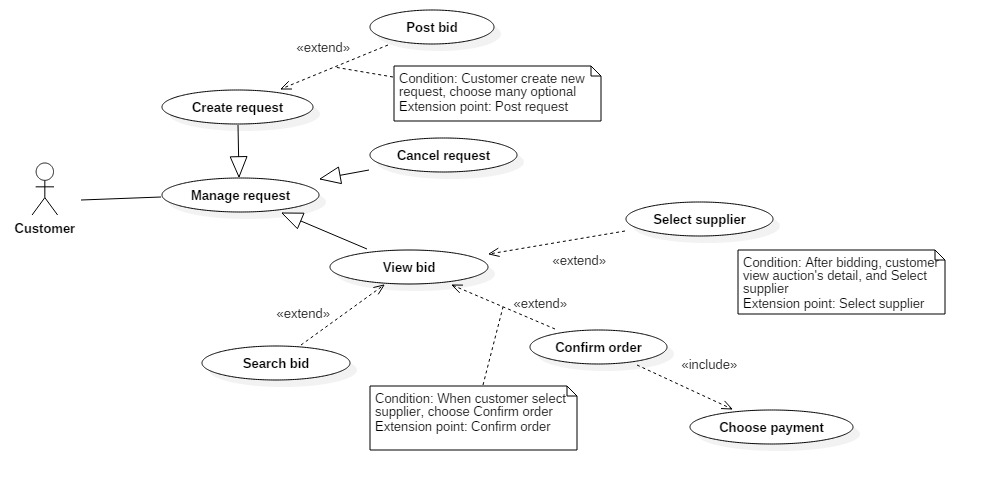 Post bid
«extend»
Condition: Customer create new
request, choose many optional
Extension point: Post request
Create request
Cancel request
Manage request
Customer
Select supplier
«extend»
Condition: After bidding, customer
view auction's detail, and Select
supplier
Extension point: Select supplier
View bid
«extend»
«extend»
Search bid
Confirm order
«include»
Condition: When customer select
supplier, choose Confirm order
Extension point: Confirm order
Choose payment